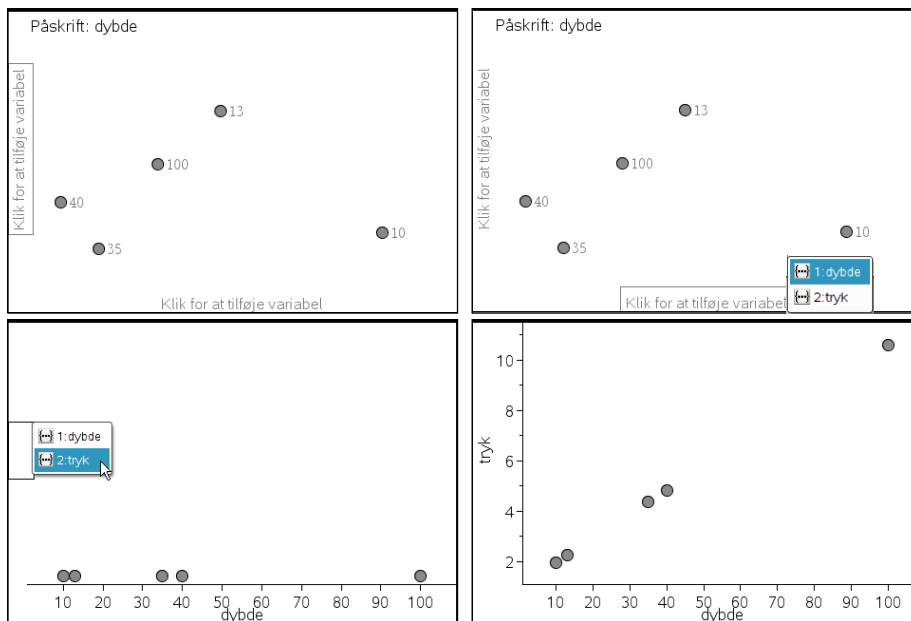 Påskrift: dybde
Klik for at tilføje variabel
13
100
40
35
10
Klik for at tilføje variabel
Påskrift: dybde
Klik for at tilføje variabel
13
100
40
35
10
Klik for at tilføje variabel
1:dybde
2:tryk
1:dybde
2:tryk
10 20 30 40 50 60 70 80 90 100
dybde
tryk
10
8
6
4
2
10 20 30 40 50 60 70 80 90 100
dybde